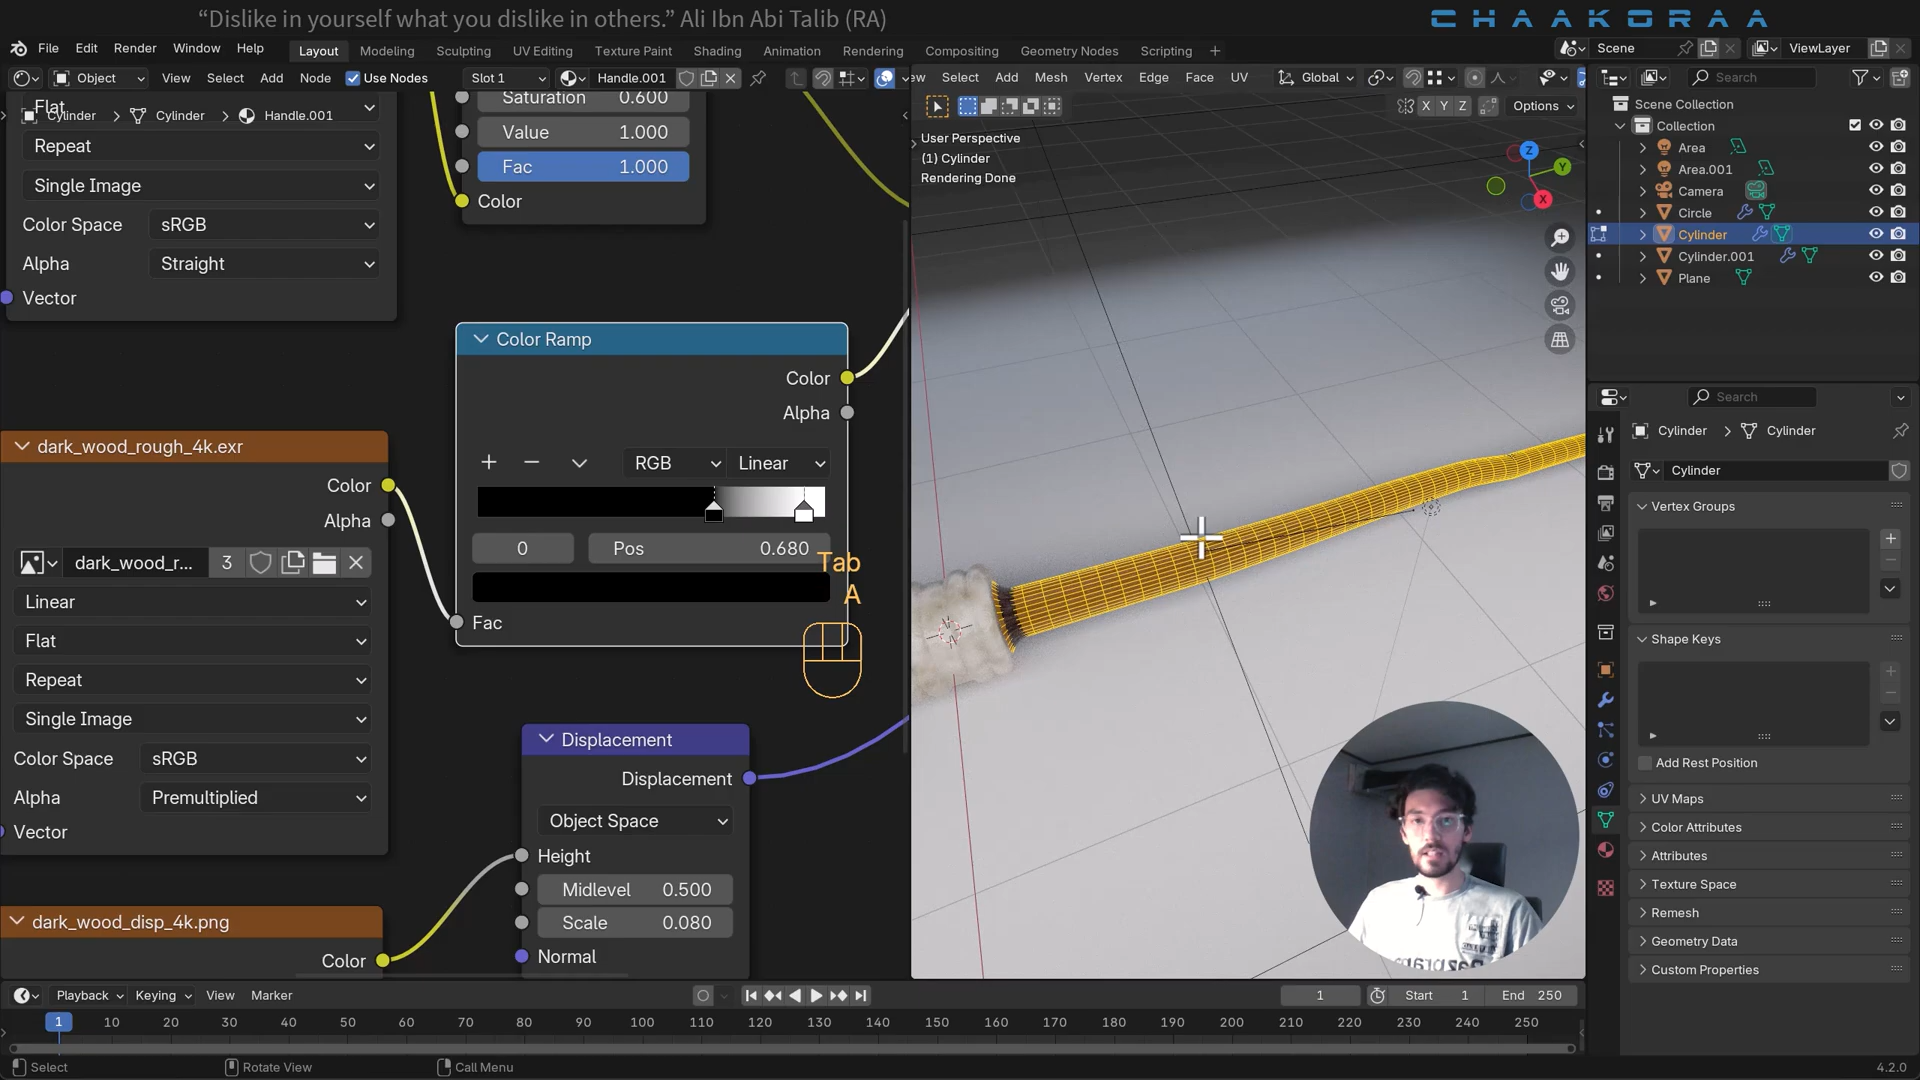 “Dislike in yourself what you dislike in others.” Ali Ibn Abi Talib (RA)
CHAAKORAA
File Edit Render Window Help
Layout Modeling Sculpting UV Editing Texture Paint Shading Animation Rendering Compositing Geometry Nodes Scripting +
Scene
ViewLayer
Object View Select Add Node Use Nodes Slot 1 Handle.001
ew Select Add Mesh Vertex Edge Face UV Global
Search
Flat
Cylinder > Cylinder > Handle.001
X Y Z Options
Repeat
Single Image
Color Space sRGB
Alpha Straight
Vector
Saturation 0.600
Value 1.000
Fac 1.000
Color
Color Ramp
Color
Alpha
RGB Linear
0 Pos 0.680
Fac
Tab
A
dark_wood_rough_4k.exr
Color
Alpha
dark_wood_r... 3
Linear
Flat
Repeat
Single Image
Color Space sRGB
Alpha Premultiplied
Vector
Displacement
Displacement
Object Space
Height
Midlevel 0.500
Scale 0.080
Normal
dark_wood_disp_4k.png
Color
User Perspective
(1) Cylinder
Rendering Done
Z
Y
X
Scene Collection
Collection
Area
Area.001
Camera
Circle
Cylinder
Cylinder.001
Plane
Search
Cylinder > Cylinder
Cylinder
Vertex Groups
Shape Keys
Add Rest Position
UV Maps
Color Attributes
Attributes
Texture Space
Remesh
Geometry Data
Custom Properties
Playback Keying View Marker
1 Start 1 End 250
1 10 20 30 40 50 60 70 80 90 100 110 120 130 140 150 160 170 180 190 200 210 220 230 240 250
Select Rotate View Call Menu
4.2.0